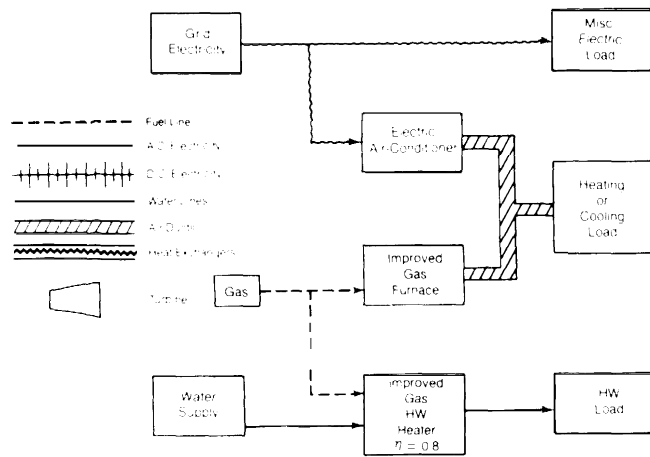 Grid
Electricity
Misc
Electric
Load
Fuel Line
A C Electricity
D C Electricity
Water Lines
Air Ducts
Heat Exchangers
Turbine
Electric
Air-Conditioner
Heating
or
Cooling
Load
Improved
Gas
Furnace
Gas
Water
Supply
Improved
Gas
HW
Heater
η = 0.8
HW
Load